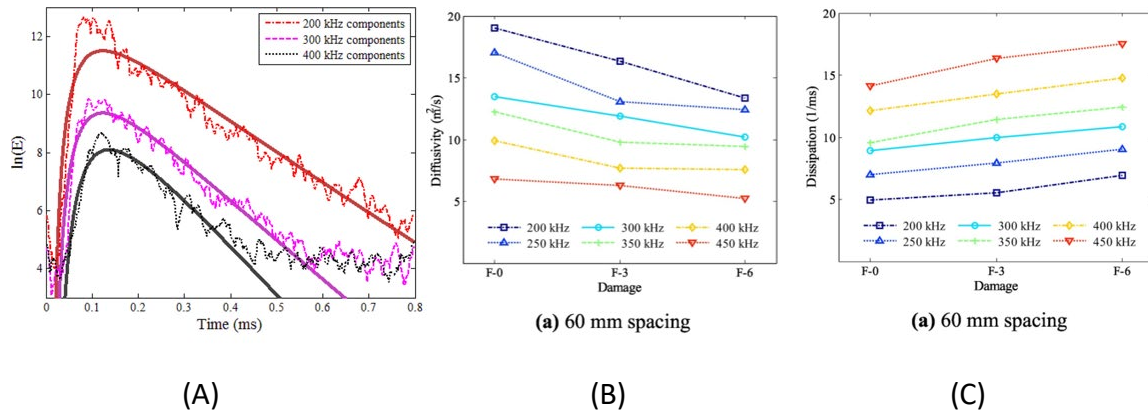 12
10
8
6
4
ln(E)
200 kHz components
300 kHz components
400 kHz components
0 0.1 0.2 0.3 0.4 0.5 0.6 0.7 0.8
Time (ms)
(A)
20
15
10
5
Diffusivity (m²/s)
200 kHz 300 kHz 400 kHz
250 kHz 350 kHz 450 kHz
F-0 F-3 F-6
Damage
(a) 60 mm spacing
(B)
20
15
10
5
Dissipation (1/ms)
200 kHz 300 kHz 400 kHz
250 kHz 350 kHz 450 kHz
F-0 F-3 F-6
Damage
(a) 60 mm spacing
(C)